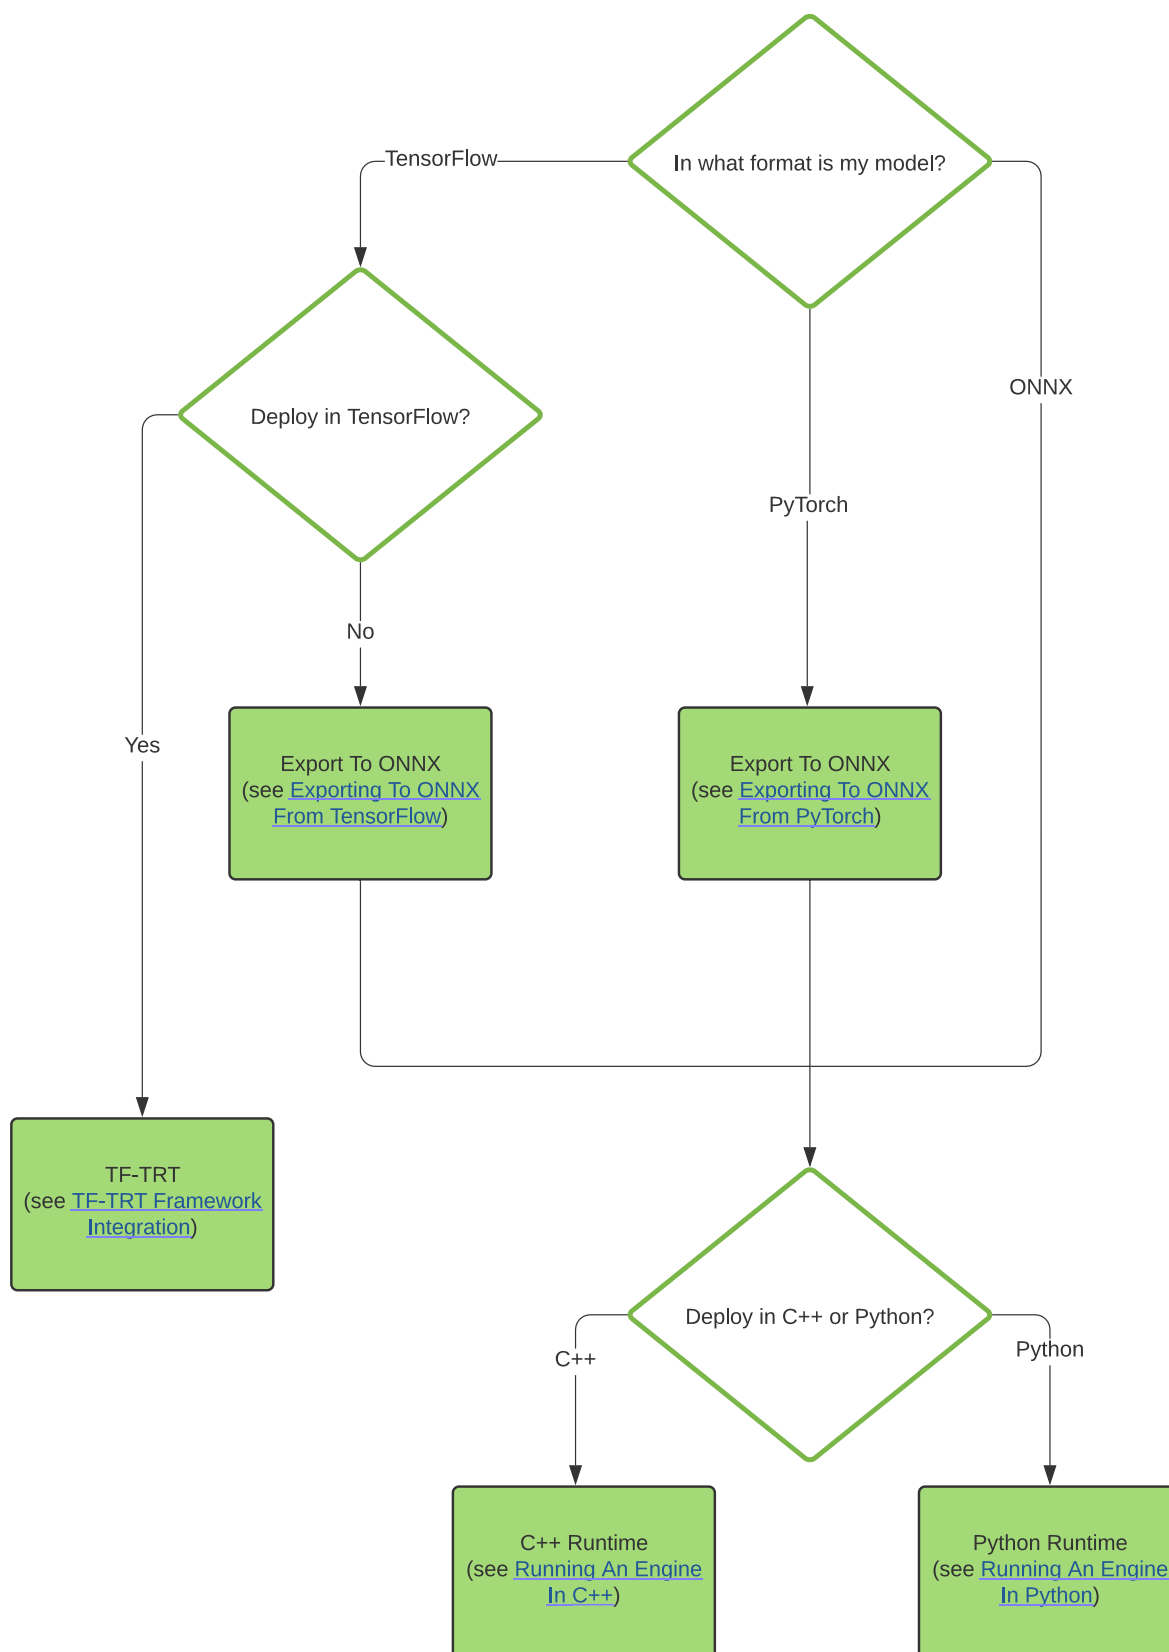 In what format is my model?
TensorFlow
ONNX
Deploy in TensorFlow?
PyTorch
No
Yes
Export To ONNX
(see Exporting To ONNX
From TensorFlow)
Export To ONNX
(see Exporting To ONNX
From PyTorch)
TF-TRT
(see TF-TRT Framework
Integration)
Deploy in C++ or Python?
C++
Python
C++ Runtime
(see Running An Engine
In C++)
Python Runtime
(see Running An Engine
In Python)